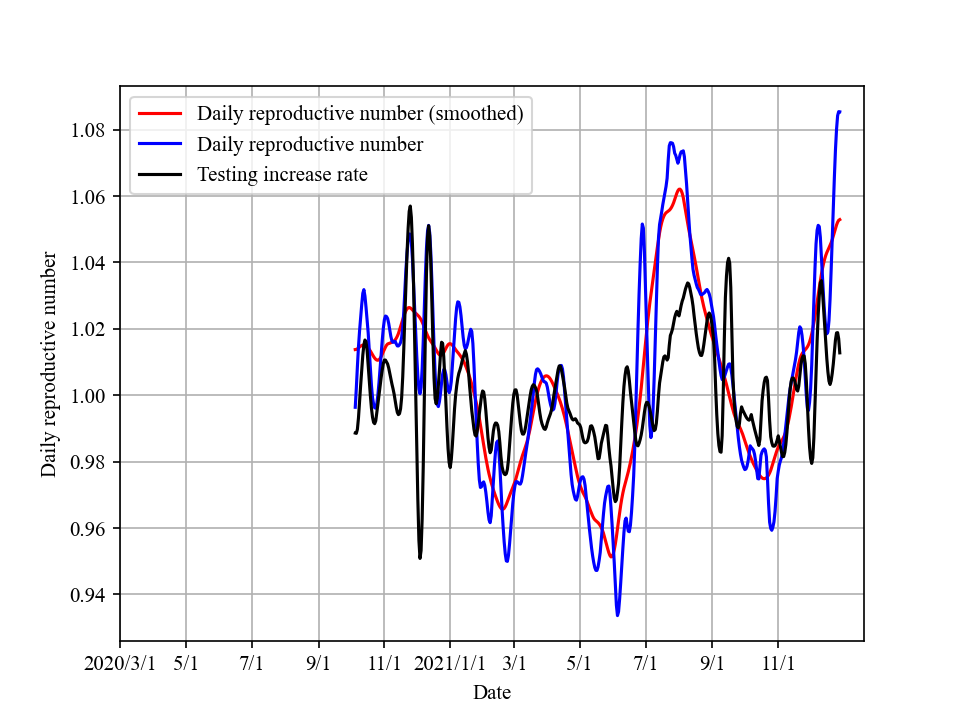 Daily reproductive number (smoothed)
Daily reproductive number
Testing increase rate
Daily reproductive number
1.08
1.06
1.04
1.02
1.00
0.98
0.96
0.94
2020/3/1 5/1 7/1 9/1 11/1 2021/1/1 3/1 5/1 7/1 9/1 11/1
Date